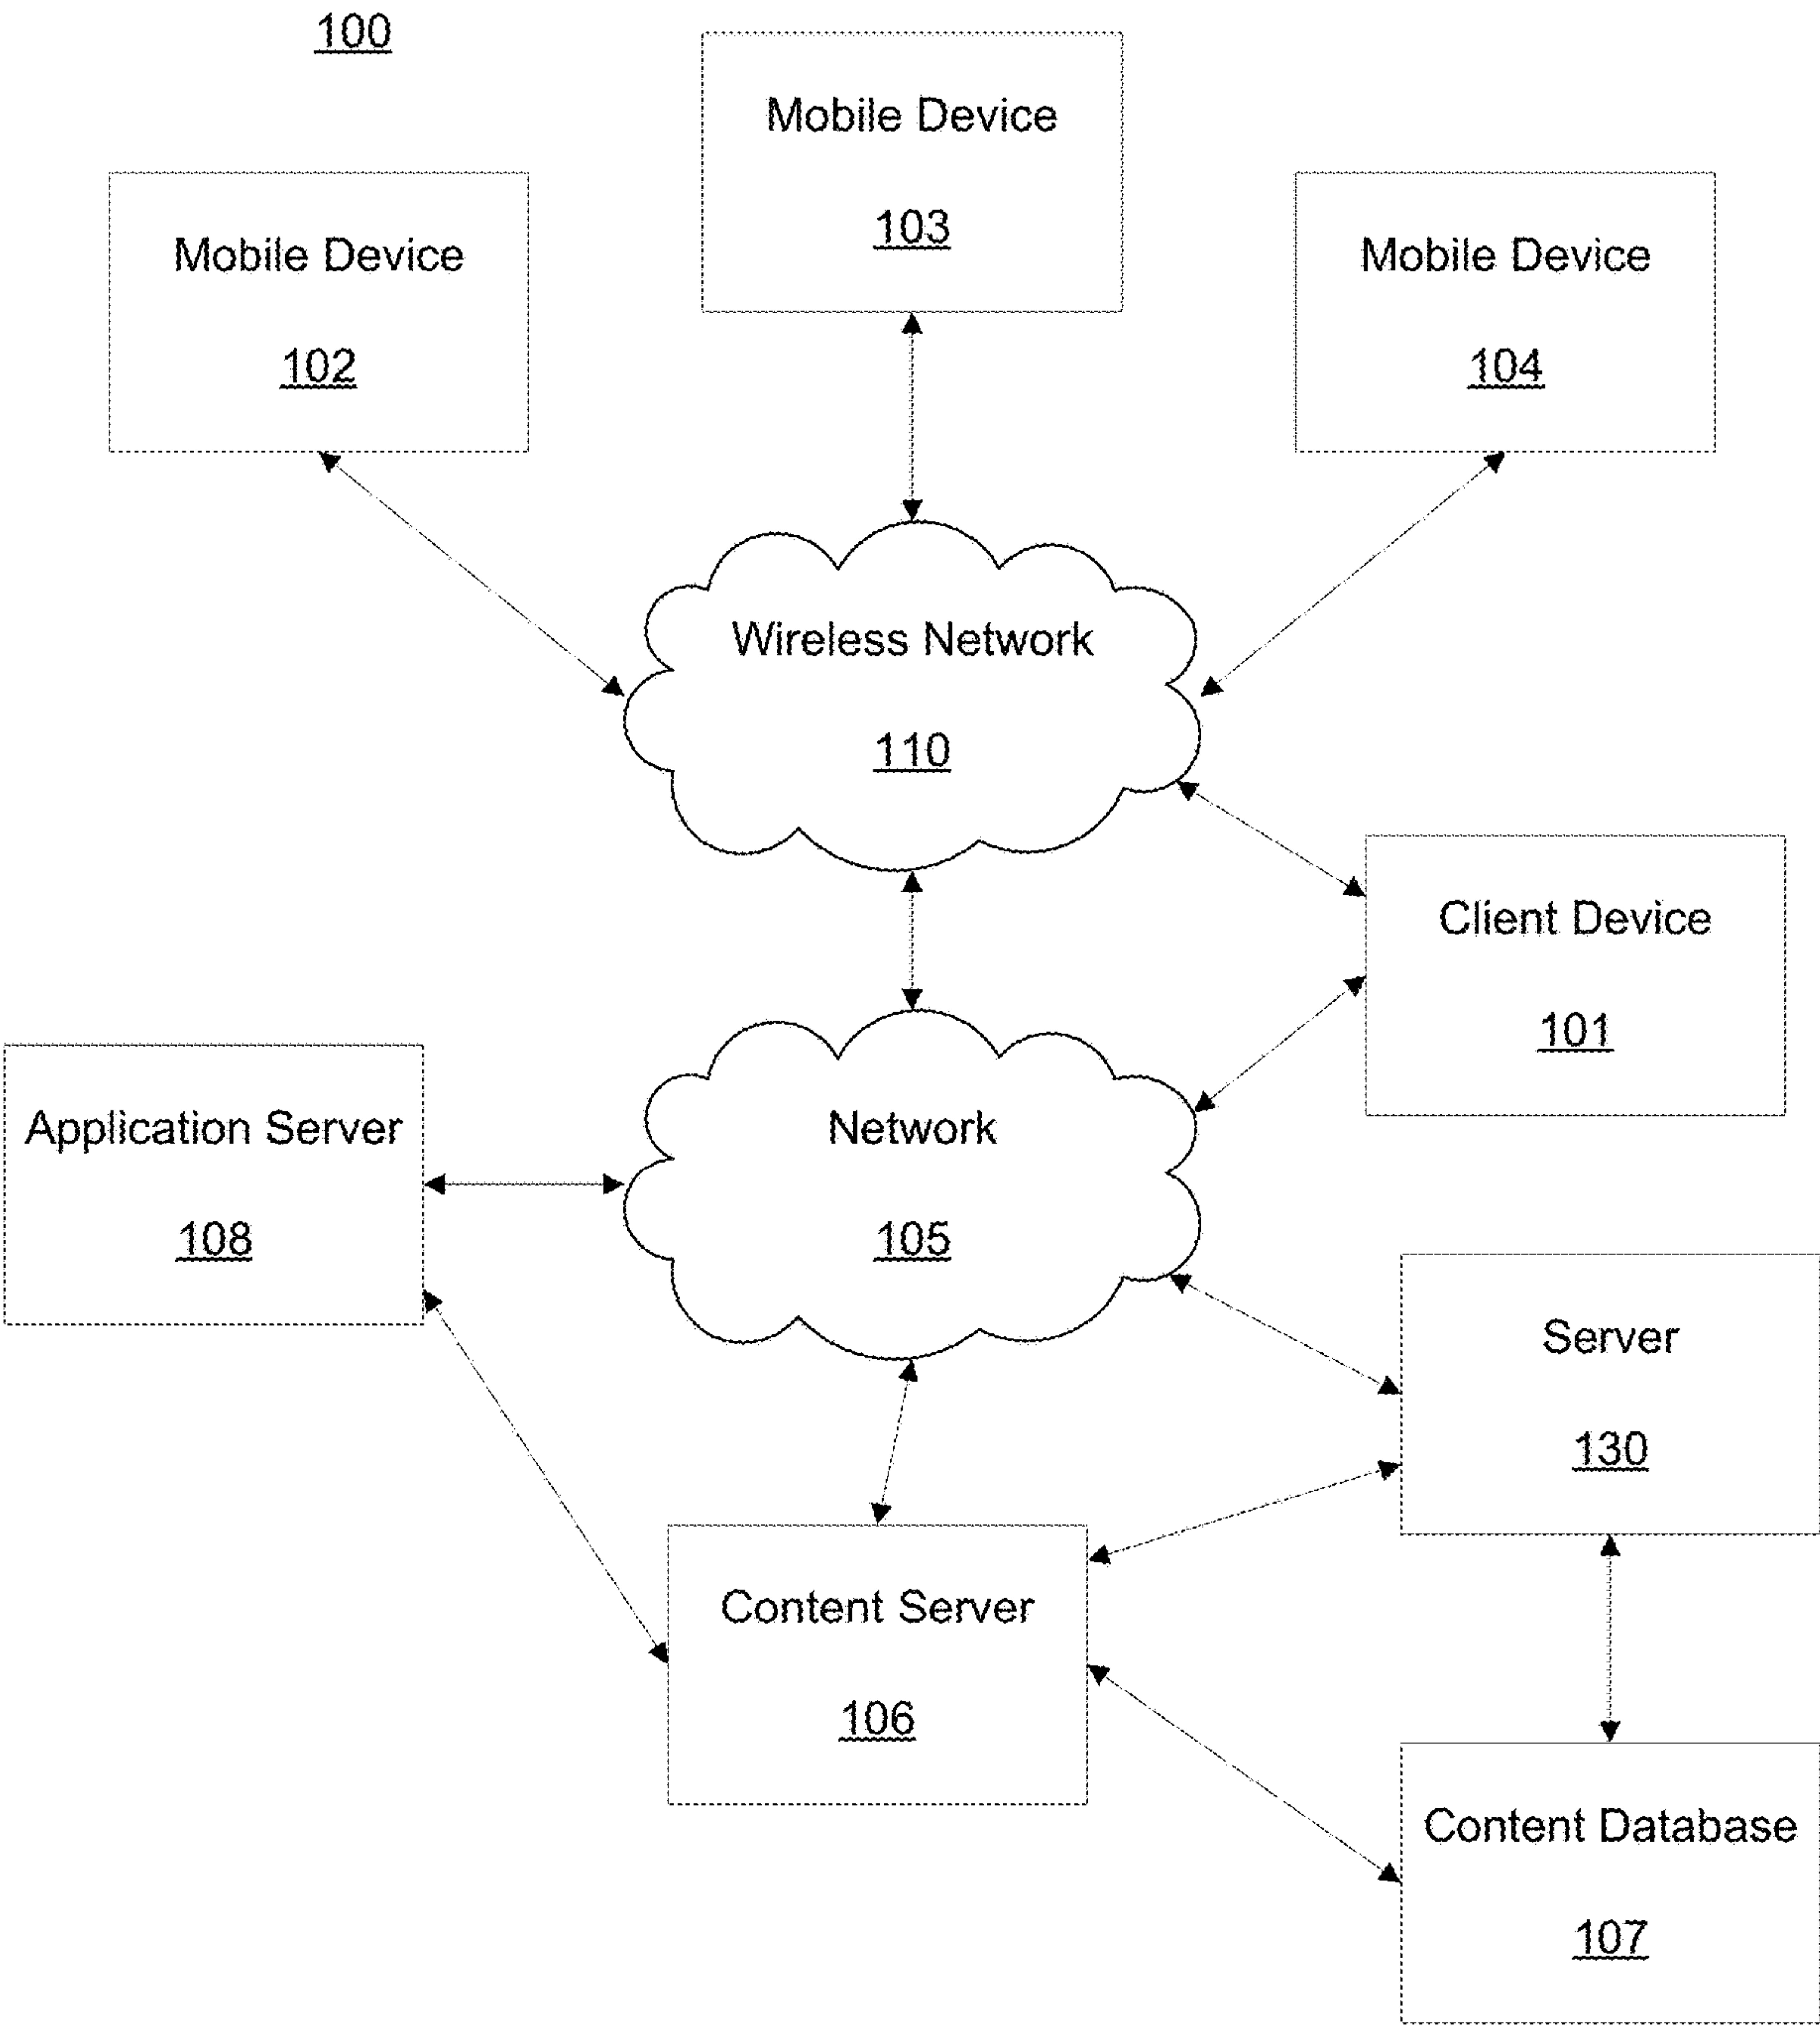 100
Mobile Device
103
Mobile Device
102
Mobile Device
104
Wireless Network
110
Client Device
101
Application Server
108
Network
105
Server
130
Content Server
106
Content Database
107